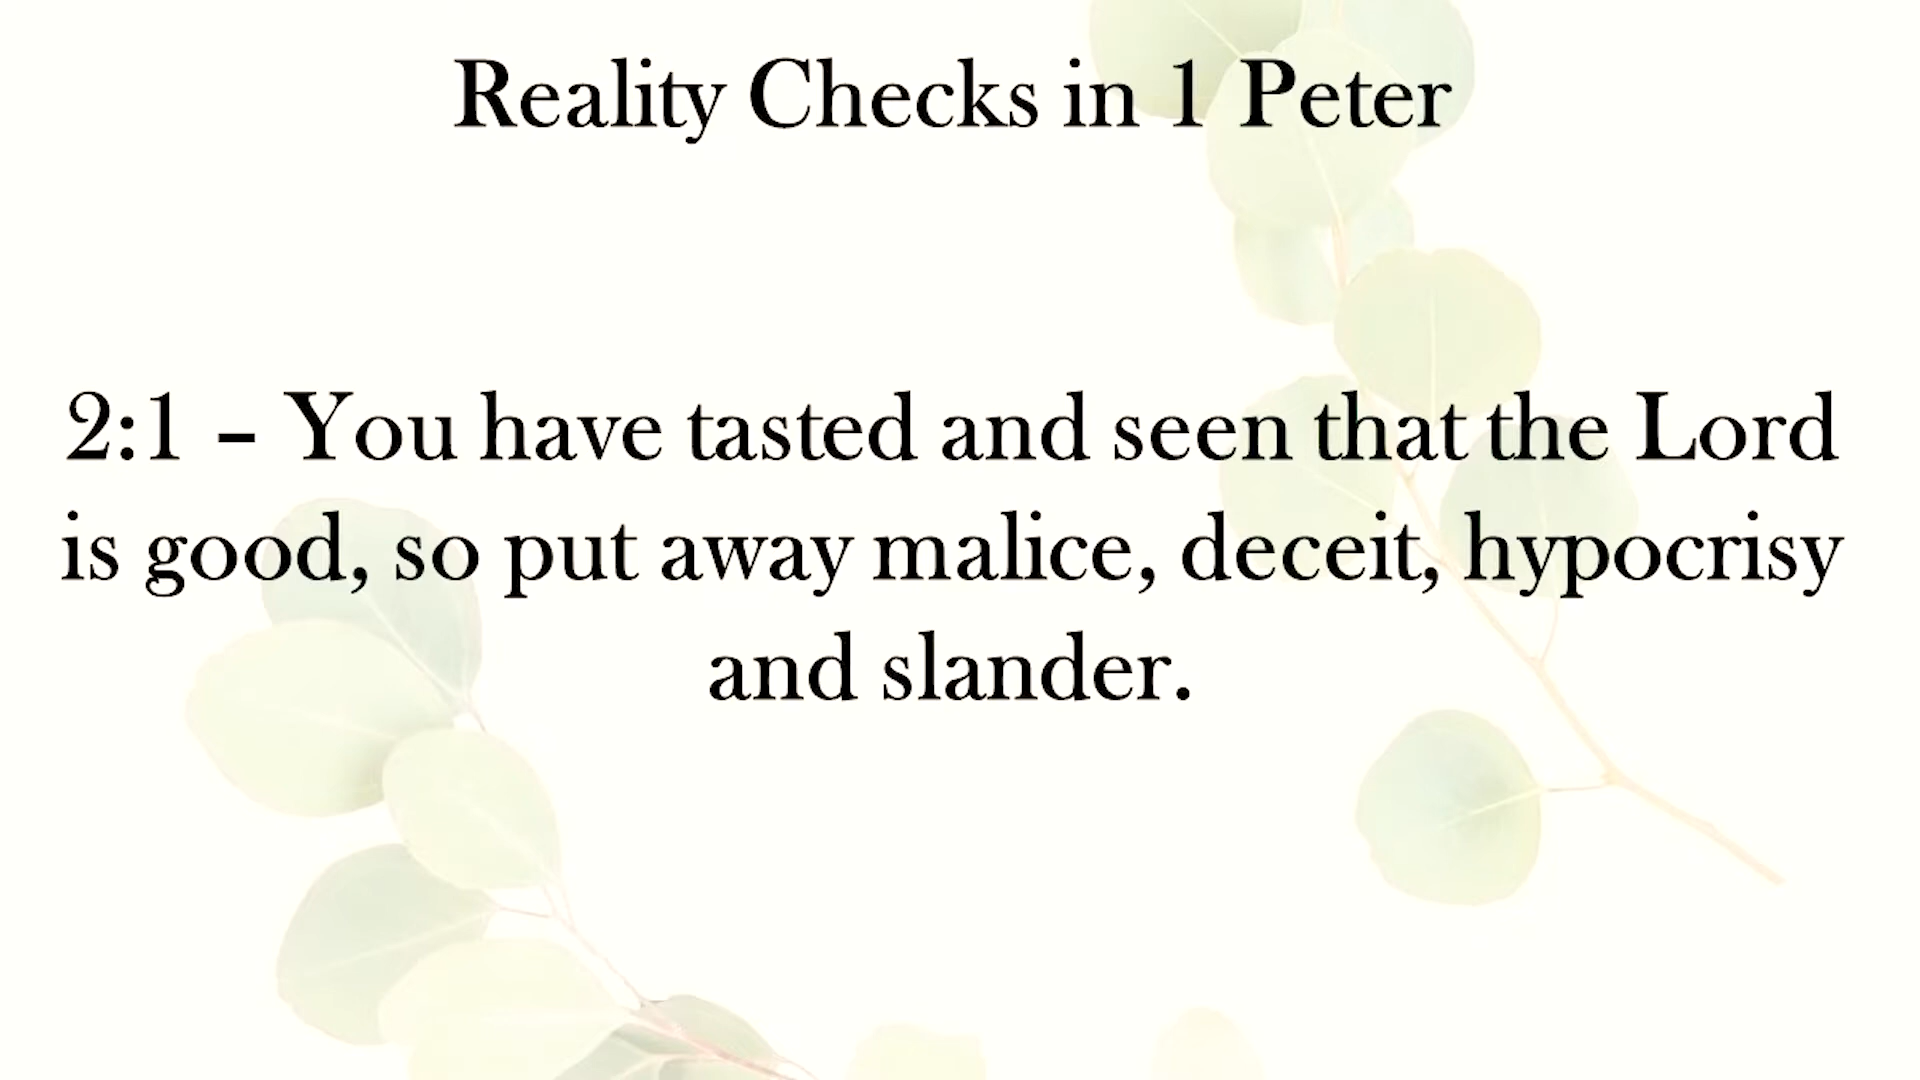 Reality Checks in 1 Peter
2:1 – You have tasted and seen that the Lord
is good, so put away malice, deceit, hypocrisy
and slander.